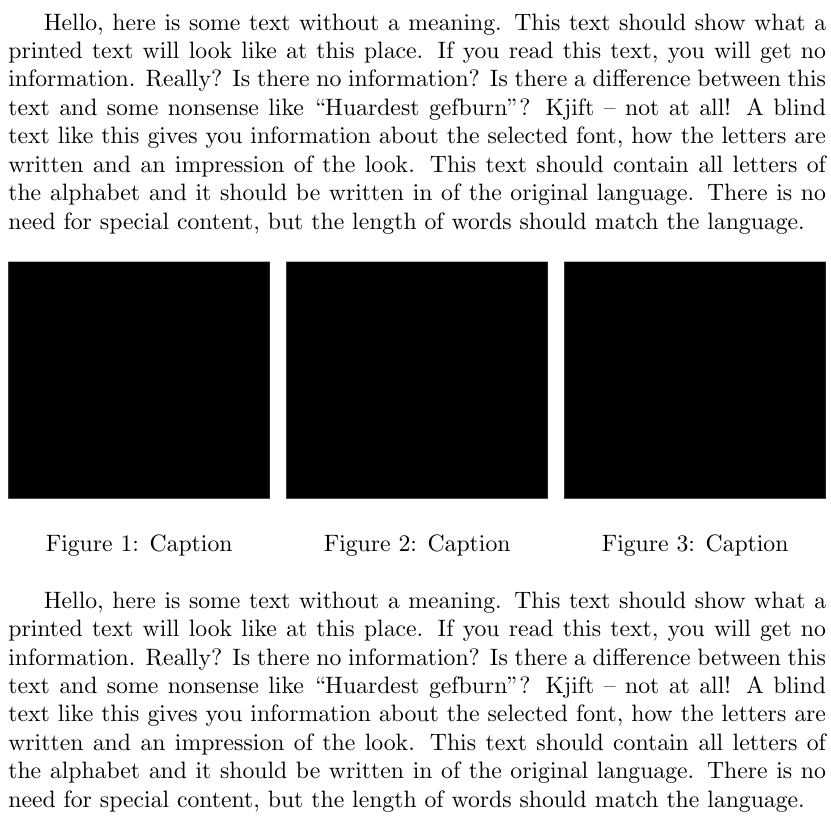 Hello, here is some text without a meaning. This text should show what a
printed text will look like at this place. If you read this text, you will get no
information. Really? Is there no information? Is there a difference between this
text and some nonsense like “Huardest gefburn”? Kjift – not at all! A blind
text like this gives you information about the selected font, how the letters are
written and an impression of the look. This text should contain all letters of
the alphabet and it should be written in of the original language. There is no
need for special content, but the length of words should match the language.
Figure 1: Caption
Figure 2: Caption
Figure 3: Caption
Hello, here is some text without a meaning. This text should show what a
printed text will look like at this place. If you read this text, you will get no
information. Really? Is there no information? Is there a difference between this
text and some nonsense like “Huardest gefburn”? Kjift – not at all! A blind
text like this gives you information about the selected font, how the letters are
written and an impression of the look. This text should contain all letters of
the alphabet and it should be written in of the original language. There is no
need for special content, but the length of words should match the language.